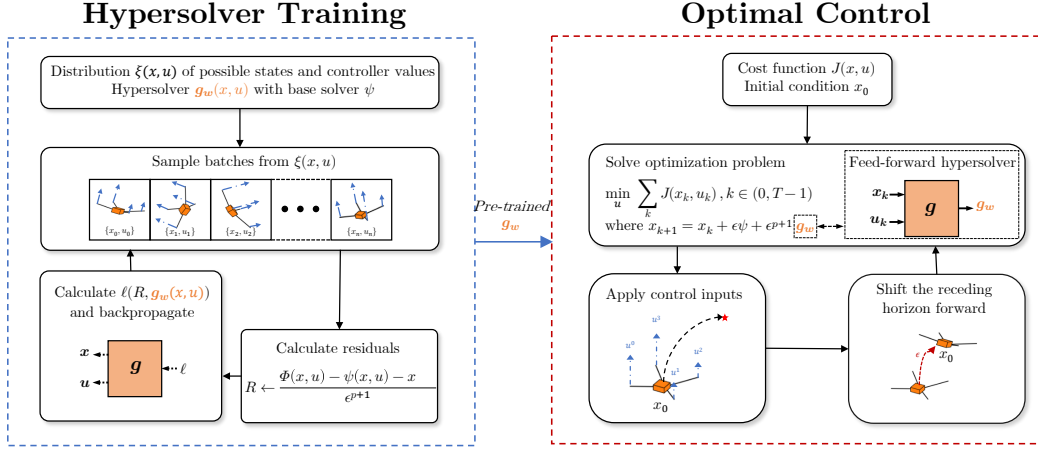 Hypersolver Training
Distribution ξ(x, u) of possible states and controller values
Hypersolver g_w(x, u) with base solver ψ
Sample batches from ξ(x, u)
{x_0, u_0}
{x_1, u_1}
{x_2, u_2}
{x_n, u_n}
Calculate ℓ(R, g_w(x, u))
and backpropagate
x
u
g
ℓ
Calculate residuals
R ← (Φ(x, u) − ψ(x, u) − x) / ϵ^{p+1}
Pre-trained
g_w
Optimal Control
Cost function J(x, u)
Initial condition x_0
Solve optimization problem
min_u ∑_k J(x_k, u_k) , k ∈ (0, T − 1)
where x_{k+1} = x_k + ϵψ + ϵ^{p+1} g_w
Feed-forward hypersolver
x_k
u_k
g
g_w
Apply control inputs
u^3
u^0
u^2
u^1
x_0
Shift the receding
horizon forward
x_0
ϵ